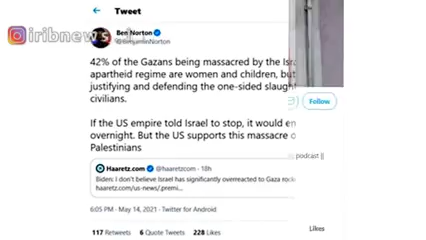 iribnews
Tweet
Ben Norton
@BenjaminNorton
42% of the Gazans being massacred by the Isra
apartheid regime are women and children, but
justifying and defending the one-sided slaught
civilians.
Follow
If the US empire told Israel to stop, it would en
overnight. But the US supports this massacre o
Palestinians
podcast ||
Haaretz.com @haaretzcom · 18h
Biden: I don't believe Israel has significantly overreacted to Gaza rocke
haaretz.com/us-news/.premi...
6:05 PM · May 14, 2021 · Twitter for Android
117 Retweets 6 Quote Tweets 228 Likes
Likes